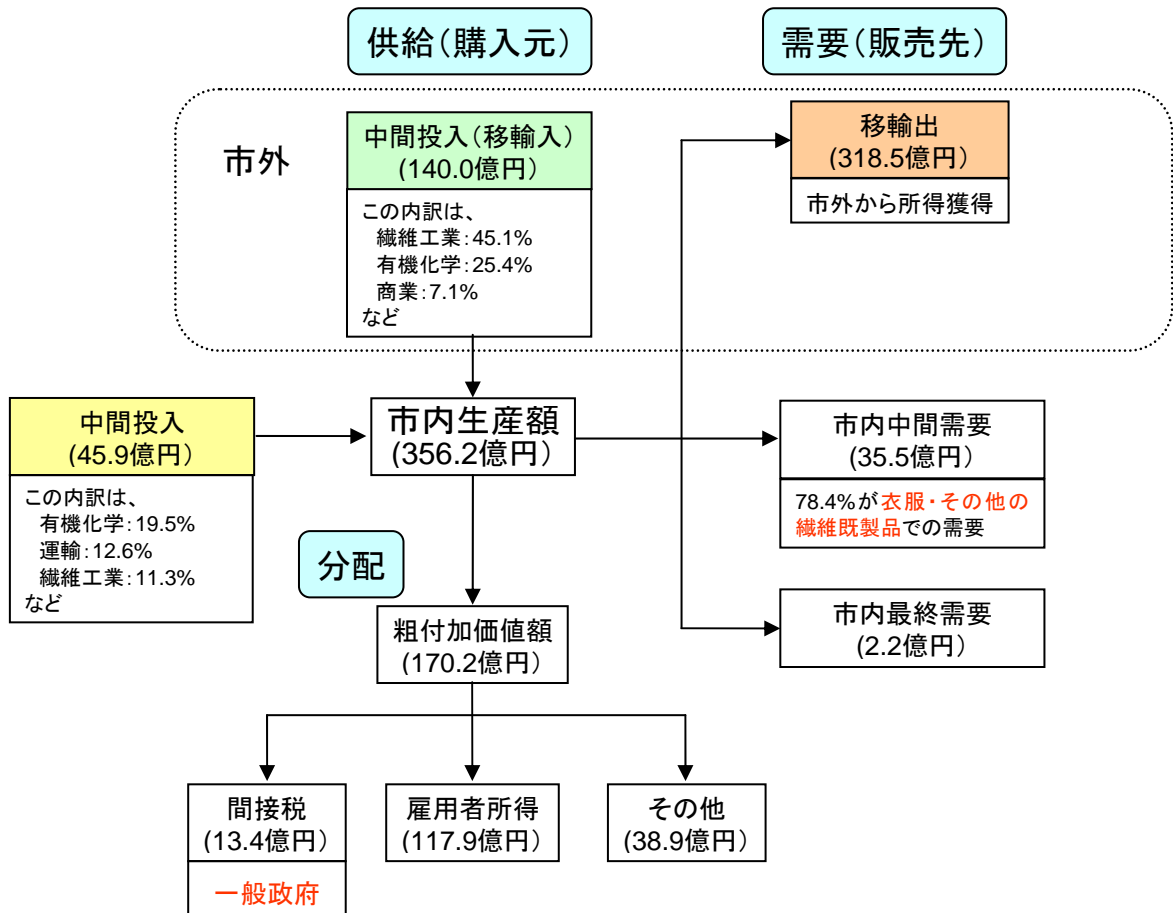 供給（購入元）
需要（販売先）
市外
中間投入（移輸入）
(140.0億円）
この内訳は、
繊維工業：45.1%
有機化学：25.4%
商業：7.1%
など
移輸出
(318.5億円）
市外から所得獲得
中間投入
(45.9億円）
この内訳は、
有機化学：19.5%
運輸：12.6%
繊維工業：11.3%
など
市内生産額
(356.2億円）
市内中間需要
(35.5億円）
78.4%が衣服・その他の
繊維既製品での需要
分配
粗付加価値額
(170.2億円）
市内最終需要
(2.2億円）
間接税
(13.4億円）
一般政府
雇用者所得
(117.9億円）
その他
(38.9億円）